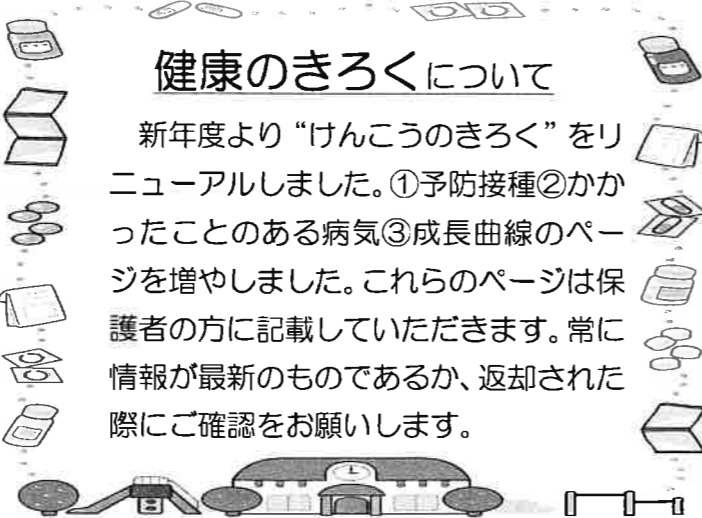 健康のきろくについて
新年度より“けんこうのきろく”をリ
ニューアルしました。①予防接種②かか
ったことのある病気③成長曲線のペー
ジを増やしました。これらのページは保
護者の方に記載していただきます。常に
情報が最新のものであるか、返却された
際にご確認をお願いします。